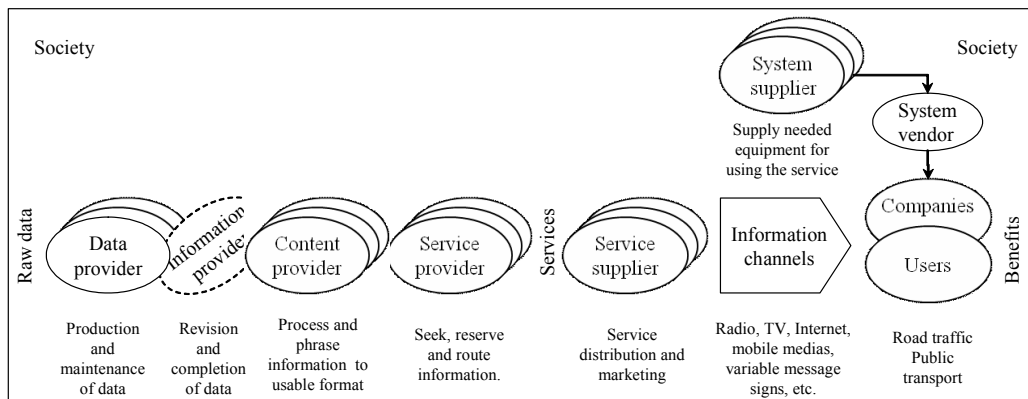 Society
Society
System
supplier
Supply needed
equipment for
using the service
System
vendor
Raw data
Data
provider
Information
provider
Content
provider
Service
provider
Services
Service
supplier
Information
channels
Companies
Users
Benefits
Production
and
maintenance
of data
Revision
and
completion
of data
Process and
phrase
information to
usable format
Seek, reserve
and route
information.
Service
distribution and
marketing
Radio, TV, Internet,
mobile medias,
variable message
signs, etc.
Road traffic
Public
transport